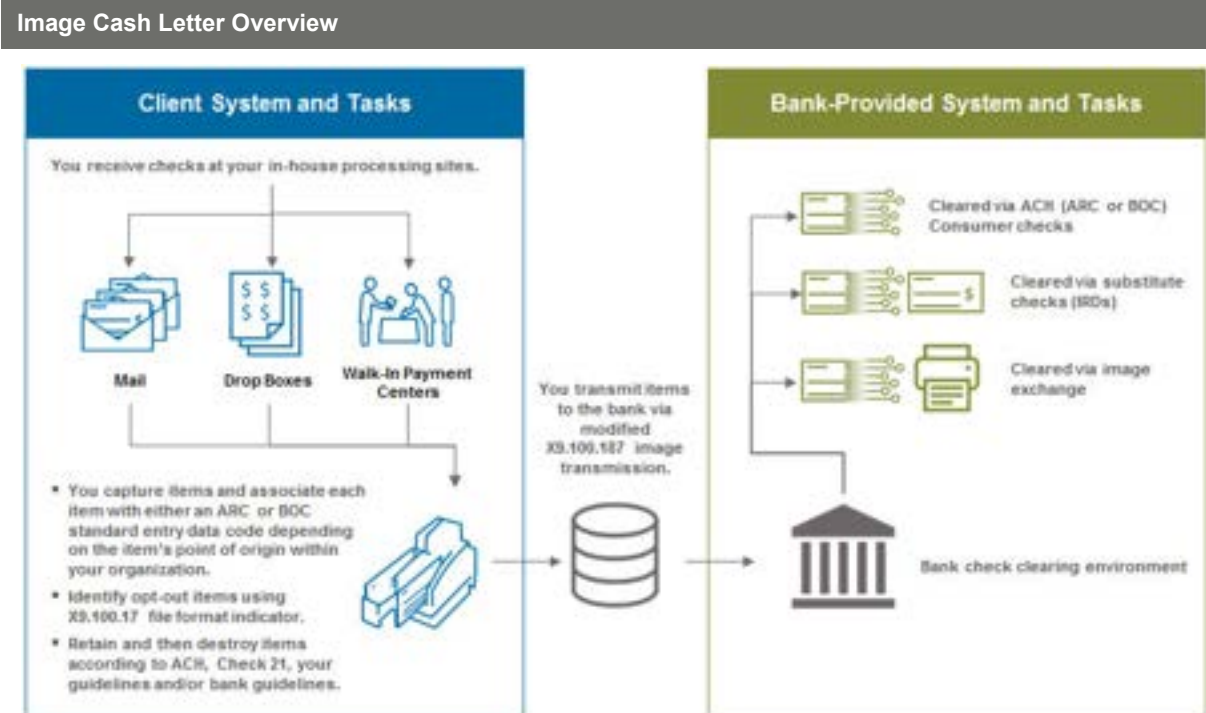 Image Cash Letter Overview
Client System and Tasks
You receive checks at your in-house processing sites.
Mail
Drop Boxes
Walk-In Payment
Centers
• You capture items and associate each
item with either an ARC or BOC
standard entry data code depending
on the item's point of origin within
your organization.
• Identify opt-out items using
X9.100.17 file format indicator.
• Retain and then destroy items
according to ACH, Check 21, your
guidelines and/or bank guidelines.
You transmit items
to the bank via
modified
X9.100.187 image
transmission.
Bank-Provided System and Tasks
Cleared via ACH (ARC or BOC)
Consumer checks
Cleared via substitute
checks (IRDs)
Cleared via image
exchange
Bank check clearing environment
$ $
$ $
$